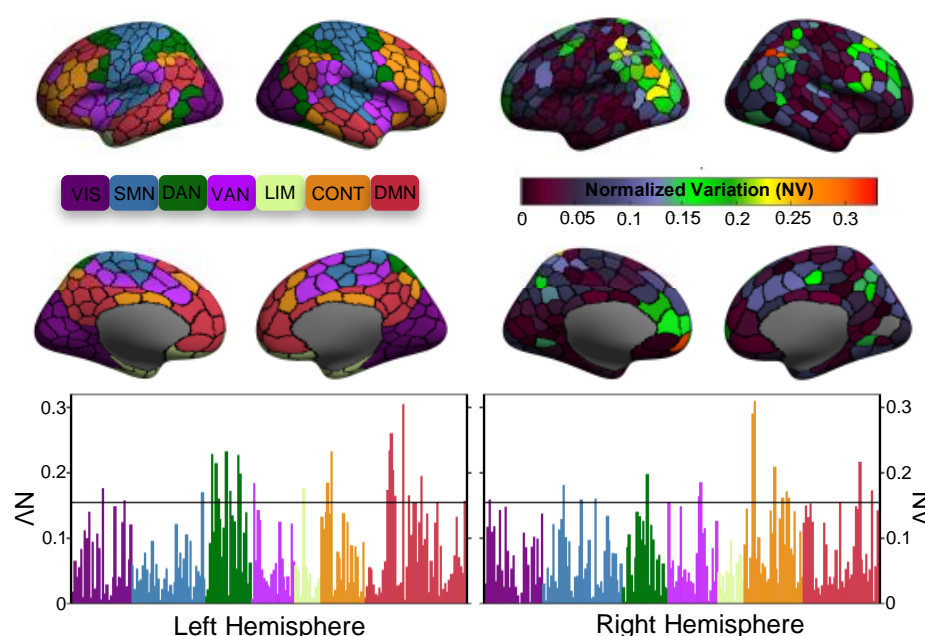 VIS SMN DAN VAN LIM CONT DMN
Normalized Variation (NV)
0 0.05 0.1 0.15 0.2 0.25 0.3
0.3
0.2
0.1
0
NV
Left Hemisphere
0.3
0.2
0.1
0
NV
Right Hemisphere